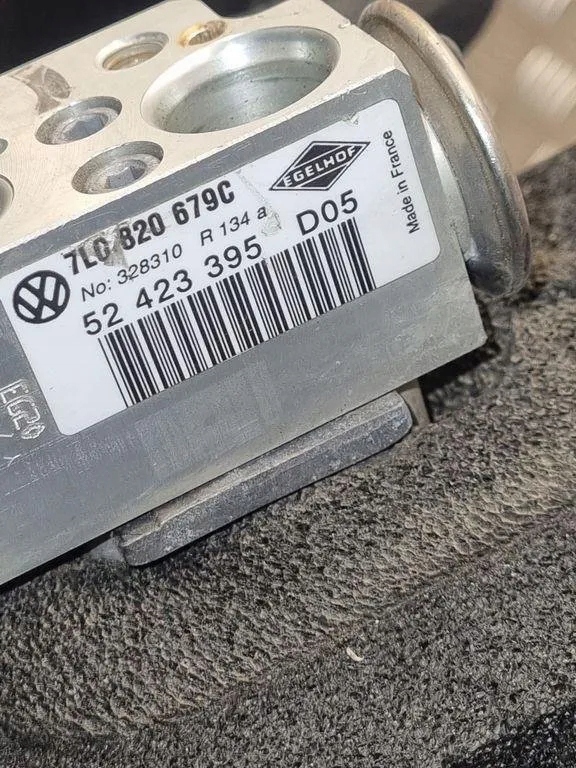 EGELHOF
7L0 820 679C
Made in France
No: 328310 R 134 a
52 423 395 D05